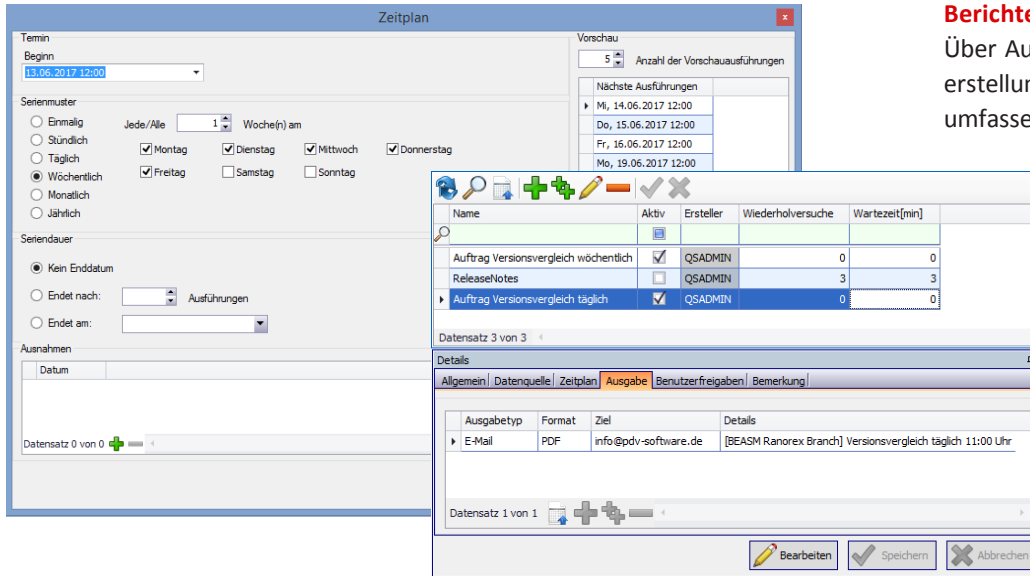 Zeitplan
x
Termin
Beginn
13.06.2017 12:00
Serienmuster
Einmalig
Stündlich
Täglich
Wöchentlich
Monatlich
Jährlich
Jede/Alle 1 Woche(n) am
Montag Dienstag Mittwoch Donnerstag
Freitag Samstag Sonntag
Seriendauer
Kein Enddatum
Endet nach: Ausführungen
Endet am:
Ausnahmen
Datum
Datensatz 0 von 0
Vorschau
5 Anzahl der Vorschauausführungen
Nächste Ausführungen
Mi, 14.06.2017 12:00
Do, 15.06.2017 12:00
Fr, 16.06.2017 12:00
Mo, 19.06.2017 12:00
Über
umfasse
Name Aktiv Ersteller Wiederholversuche Wartezeit[min]
Auftrag Versionsvergleich wöchentlich QSADMIN 0 0
ReleaseNotes QSADMIN 3 3
Auftrag Versionsvergleich täglich QSADMIN 0 0
Datensatz 3 von 3
Details
Allgemein Datenquelle Zeitplan Ausgabe Benutzerfreigaben Bemerkung
Ausgabetyp Format Ziel Details
E-Mail PDF info@pdv-software.de [BEASM Ranorex Branch] Versionsvergleich täglich 11:00 Uhr
Datensatz 1 von 1
Bearbeiten Speichern Abbrechen